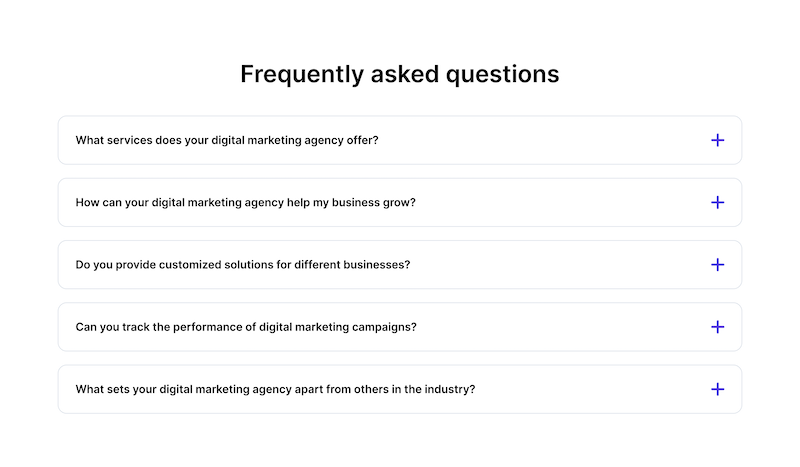 Frequently asked questions
What services does your digital marketing agency offer?
How can your digital marketing agency help my business grow?
Do you provide customized solutions for different businesses?
Can you track the performance of digital marketing campaigns?
What sets your digital marketing agency apart from others in the industry?